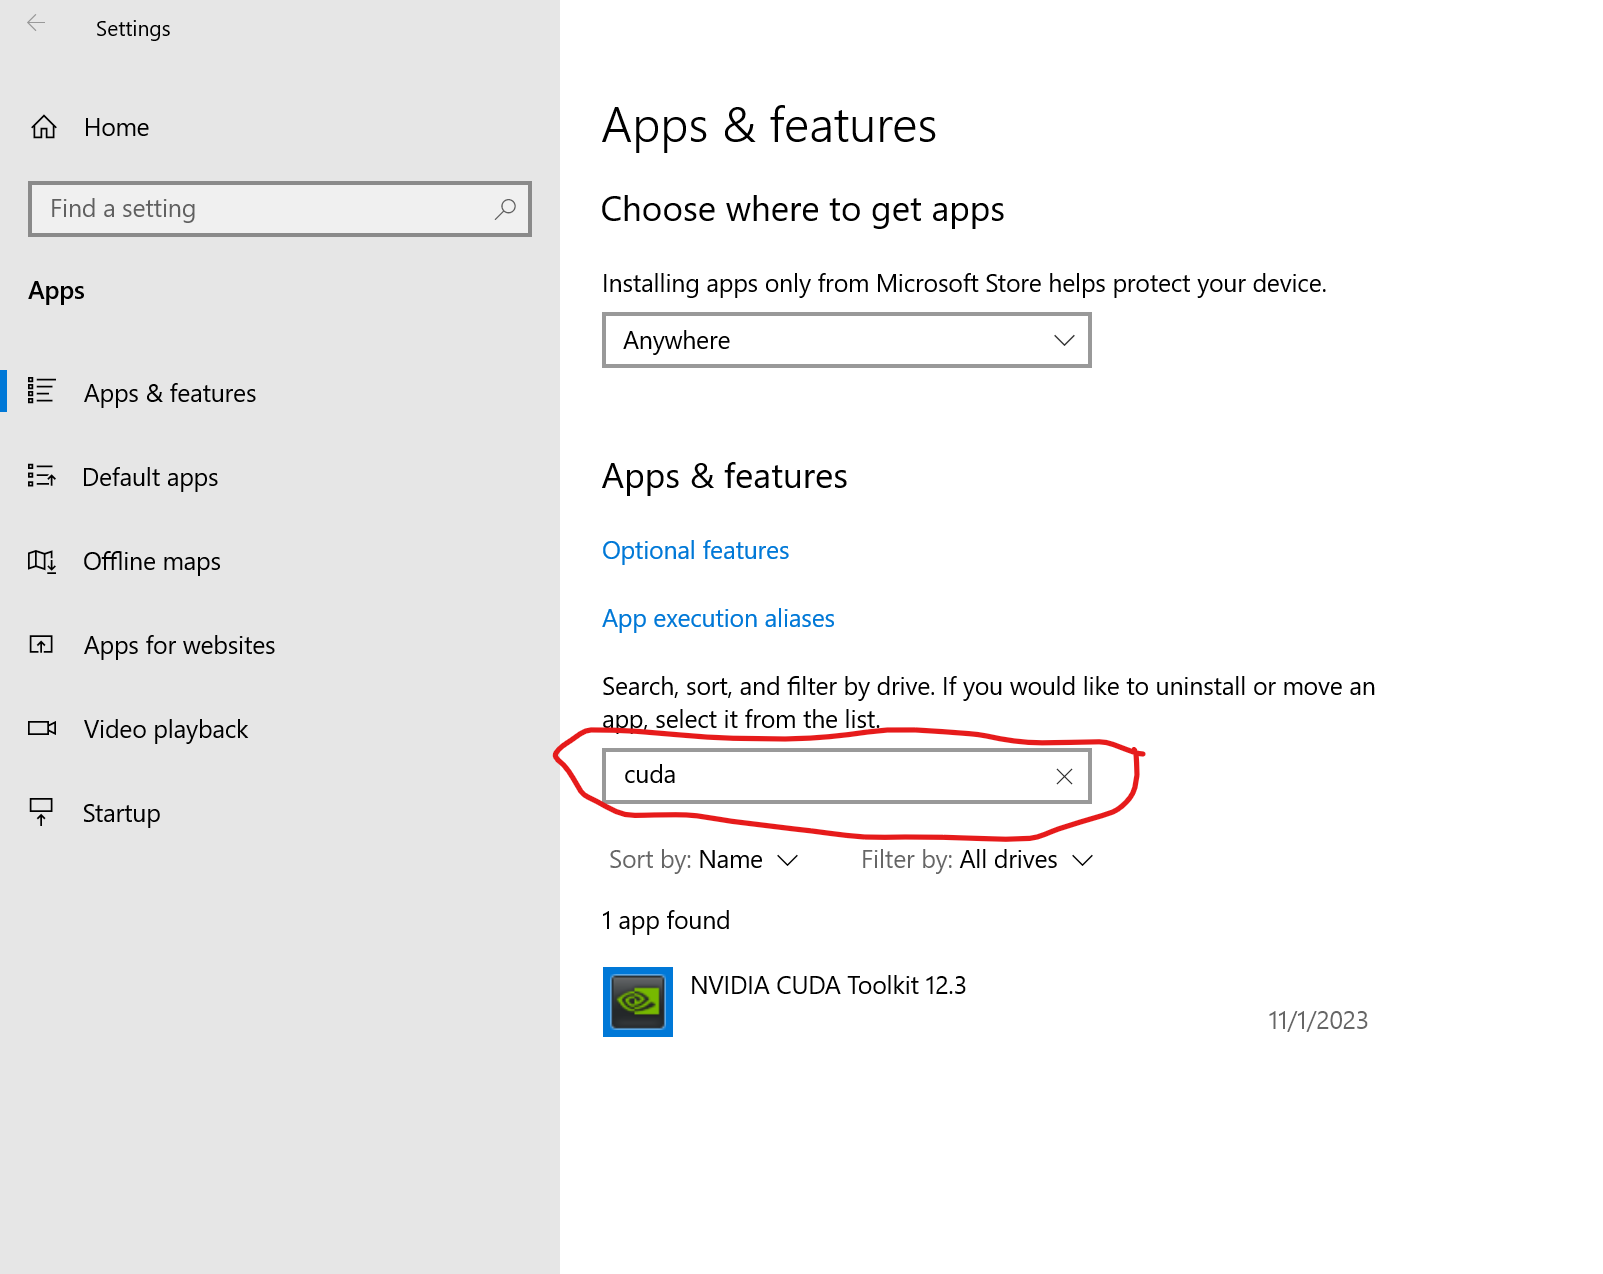 Settings
Home
Find a setting
Apps
Apps & features
Default apps
Offline maps
Apps for websites
Video playback
Startup
Apps & features
Choose where to get apps
Installing apps only from Microsoft Store helps protect your device.
Anywhere
Apps & features
Optional features
App execution aliases
Search, sort, and filter by drive. If you would like to uninstall or move an
app, select it from the list.
cuda
Sort by: Name Filter by: All drives
1 app found
NVIDIA CUDA Toolkit 12.3
11/1/2023